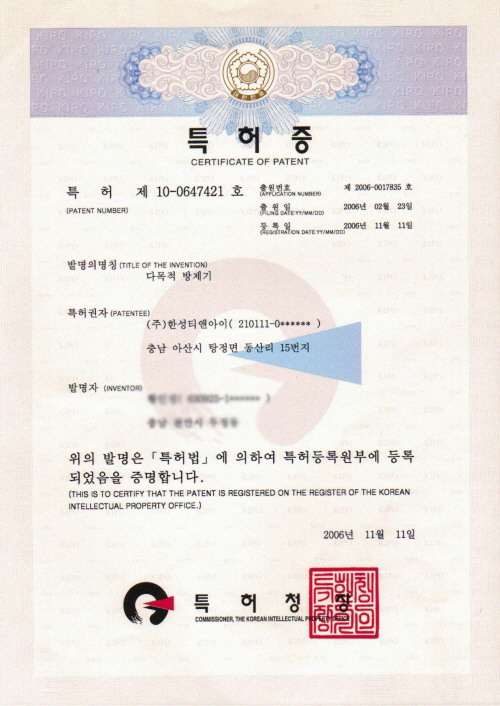 특 허 증
CERTIFICATE OF PATENT
특 허 제 10-0647421 호
(PATENT NUMBER)
출원번호 제 2006-0017835 호
(APPLICATION NUMBER)
출 원 일 2006년 02월 23일
(FILING DATE:YY/MM/DD)
등 록 일 2006년 11월 11일
(REGISTRATION DATE:YY/MM/DD)
발명의명칭 (TITLE OF THE INVENTION)
다목적 방제기
특허권자 (PATENTEE)
(주)한성티앤아이( 210111-0****** )
충남 아산시 탕정면 동산리 15번지
발명자 (INVENTOR)
위의 발명은「특허법」에 의하여 특허등록원부에 등록
되었음을 증명합니다.
(THIS IS TO CERTIFY THAT THE PATENT IS REGISTERED ON THE REGISTER OF THE KOREAN
INTELLECTUAL PROPERTY OFFICE.)
2006년 11월 11일
특 허 청 장
COMMISSIONER, THE KOREAN INTELLECTUAL PROPERTY OFFICE